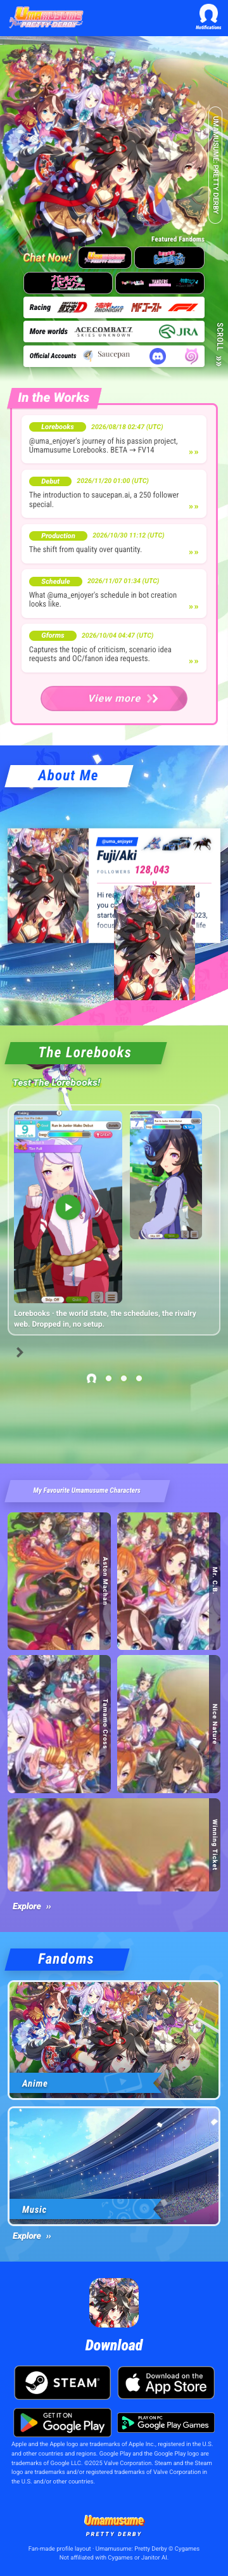 Umamusume
PRETTY DERBY
Notifications
UMAMUSUME: PRETTY DERBY
Featured Fandoms
Chat Now!
Racing
MF GHOST
F1
More worlds
ACE COMBAT 7
SKIES UNKNOWN
JRA
Official Accounts
Saucepan
SCROLL
In the Works
Lorebooks 2026/08/18 02:47 (UTC)
@uma_enjoyer's journey of his passion project,
Umamusume Lorebooks. BETA → FV14
Debut 2026/11/20 01:00 (UTC)
The introduction to saucepan.ai, a 250 follower
special.
Production 2026/10/30 11:12 (UTC)
The shift from quality over quantity.
Schedule 2026/11/07 01:34 (UTC)
What @uma_enjoyer's schedule in bot creation
looks like.
Gforms 2026/10/04 04:47 (UTC)
Captures the topic of criticism, scenario idea
requests and OC/fanon idea requests.
View more
About Me
@uma_enjoyer
Fuji/Aki
FOLLOWERS 128,043
The Lorebooks
Test The Lorebooks!
Lorebooks - the world state, the schedules, the rivalry
web. Dropped in, no setup.
My Favourite Umamusume Characters
Aston Machan
Mr. C.B.
Tamamo Cross
Nice Nature
Winning Ticket
Explore ››
Fandoms
Anime
Music
Explore ››
Download
STEAM
Download on the
App Store
GET IT ON
Google Play
PLAY ON PC
Google Play Games
Apple and the Apple logo are trademarks of Apple Inc., registered in the U.S.
and other countries and regions. Google Play and the Google Play logo are
trademarks of Google LLC. ©2025 Valve Corporation. Steam and the Steam
logo are trademarks and/or registered trademarks of Valve Corporation in
the U.S. and/or other countries.
Umamusume
PRETTY DERBY
Fan-made profile layout · Umamusume: Pretty Derby © Cygames
Not affiliated with Cygames or Janitor AI.